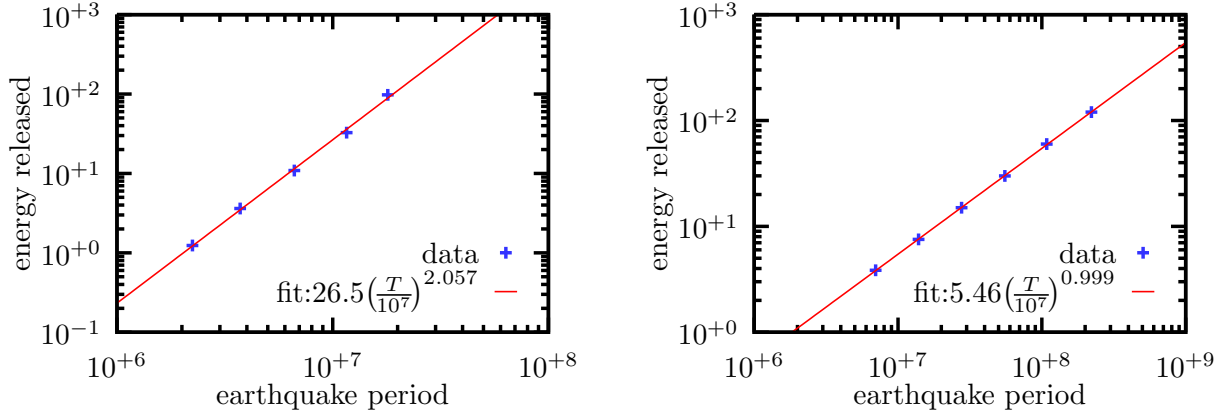 10^{+3}
10^{+2}
10^{+1}
10^{+0}
10^{-1}
energy released
data
fit:26.5(T/10^7)^{2.057}
10^{+6} 10^{+7} 10^{+8}
earthquake period
10^{+3}
10^{+2}
10^{+1}
10^{+0}
energy released
data
fit:5.46(T/10^7)^{0.999}
10^{+6} 10^{+7} 10^{+8} 10^{+9}
earthquake period